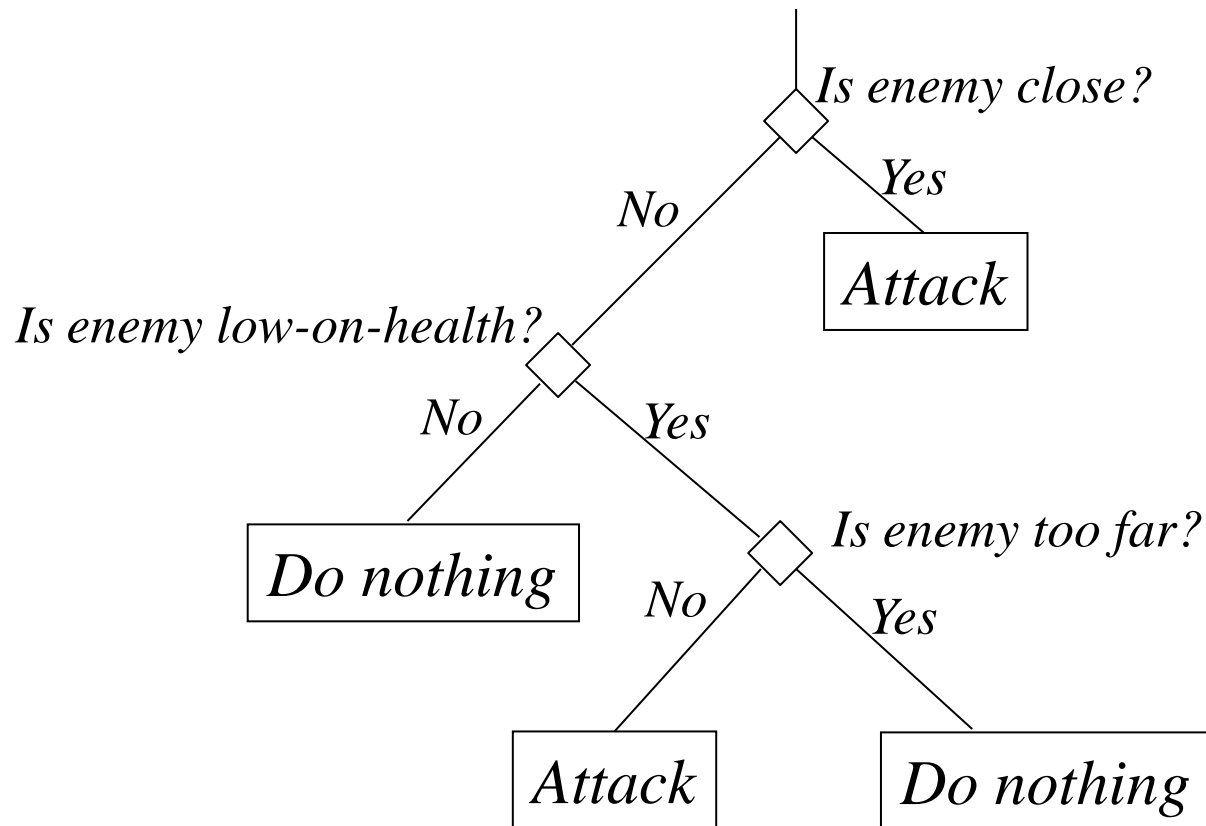 Is enemy close?
Yes
No
Attack
Is enemy low-on-health?
No
Yes
Is enemy too far?
Do nothing
No
Yes
Attack
Do nothing